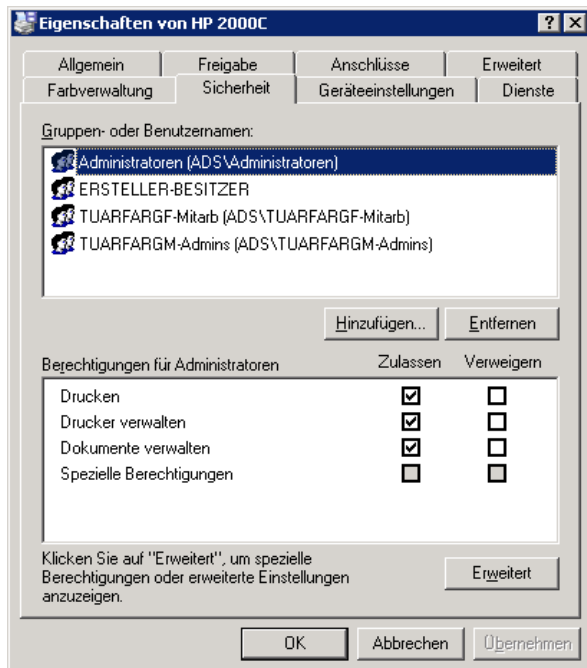 Eigenschaften von HP 2000C
Allgemein Freigabe Anschlüsse Erweitert
Farbverwaltung Sicherheit Geräteeinstellungen Dienste
Gruppen- oder Benutzernamen:
Administratoren (ADS\Administratoren)
ERSTELLER-BESITZER
TUARFARGF-Mitarb (ADS\TUARFARGF-Mitarb)
TUARFARGM-Admins (ADS\TUARFARGM-Admins)
Hinzufügen... Entfernen
Berechtigungen für Administratoren Zulassen Verweigern
Drucken
Drucker verwalten
Dokumente verwalten
Spezielle Berechtigungen
Klicken Sie auf "Erweitert", um spezielle
Berechtigungen oder erweiterte Einstellungen
anzuzeigen.
Erweitert
OK Abbrechen Übernehmen